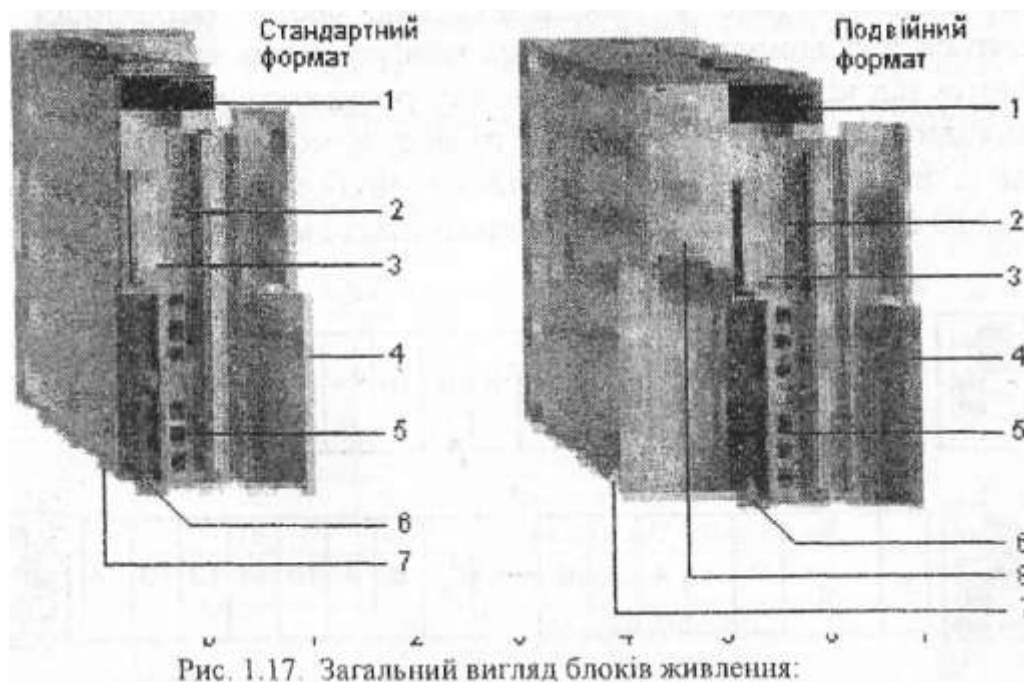 Стандартний
формат
1
2
3
4
5
6
7
Подвійний
формат
1
2
3
4
5
6
8
Рис. 1.17. Загальний вигляд блоків живлення: